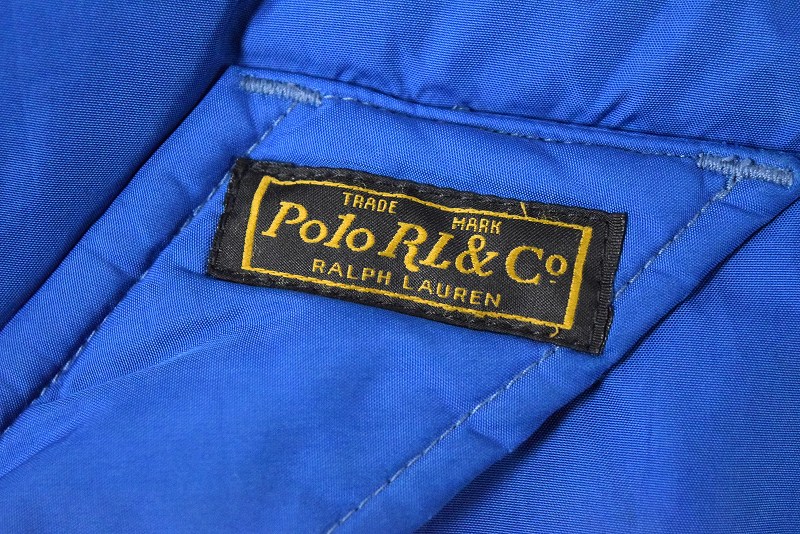 TRADE MARK
Polo RL & Co
RALPH LAUREN